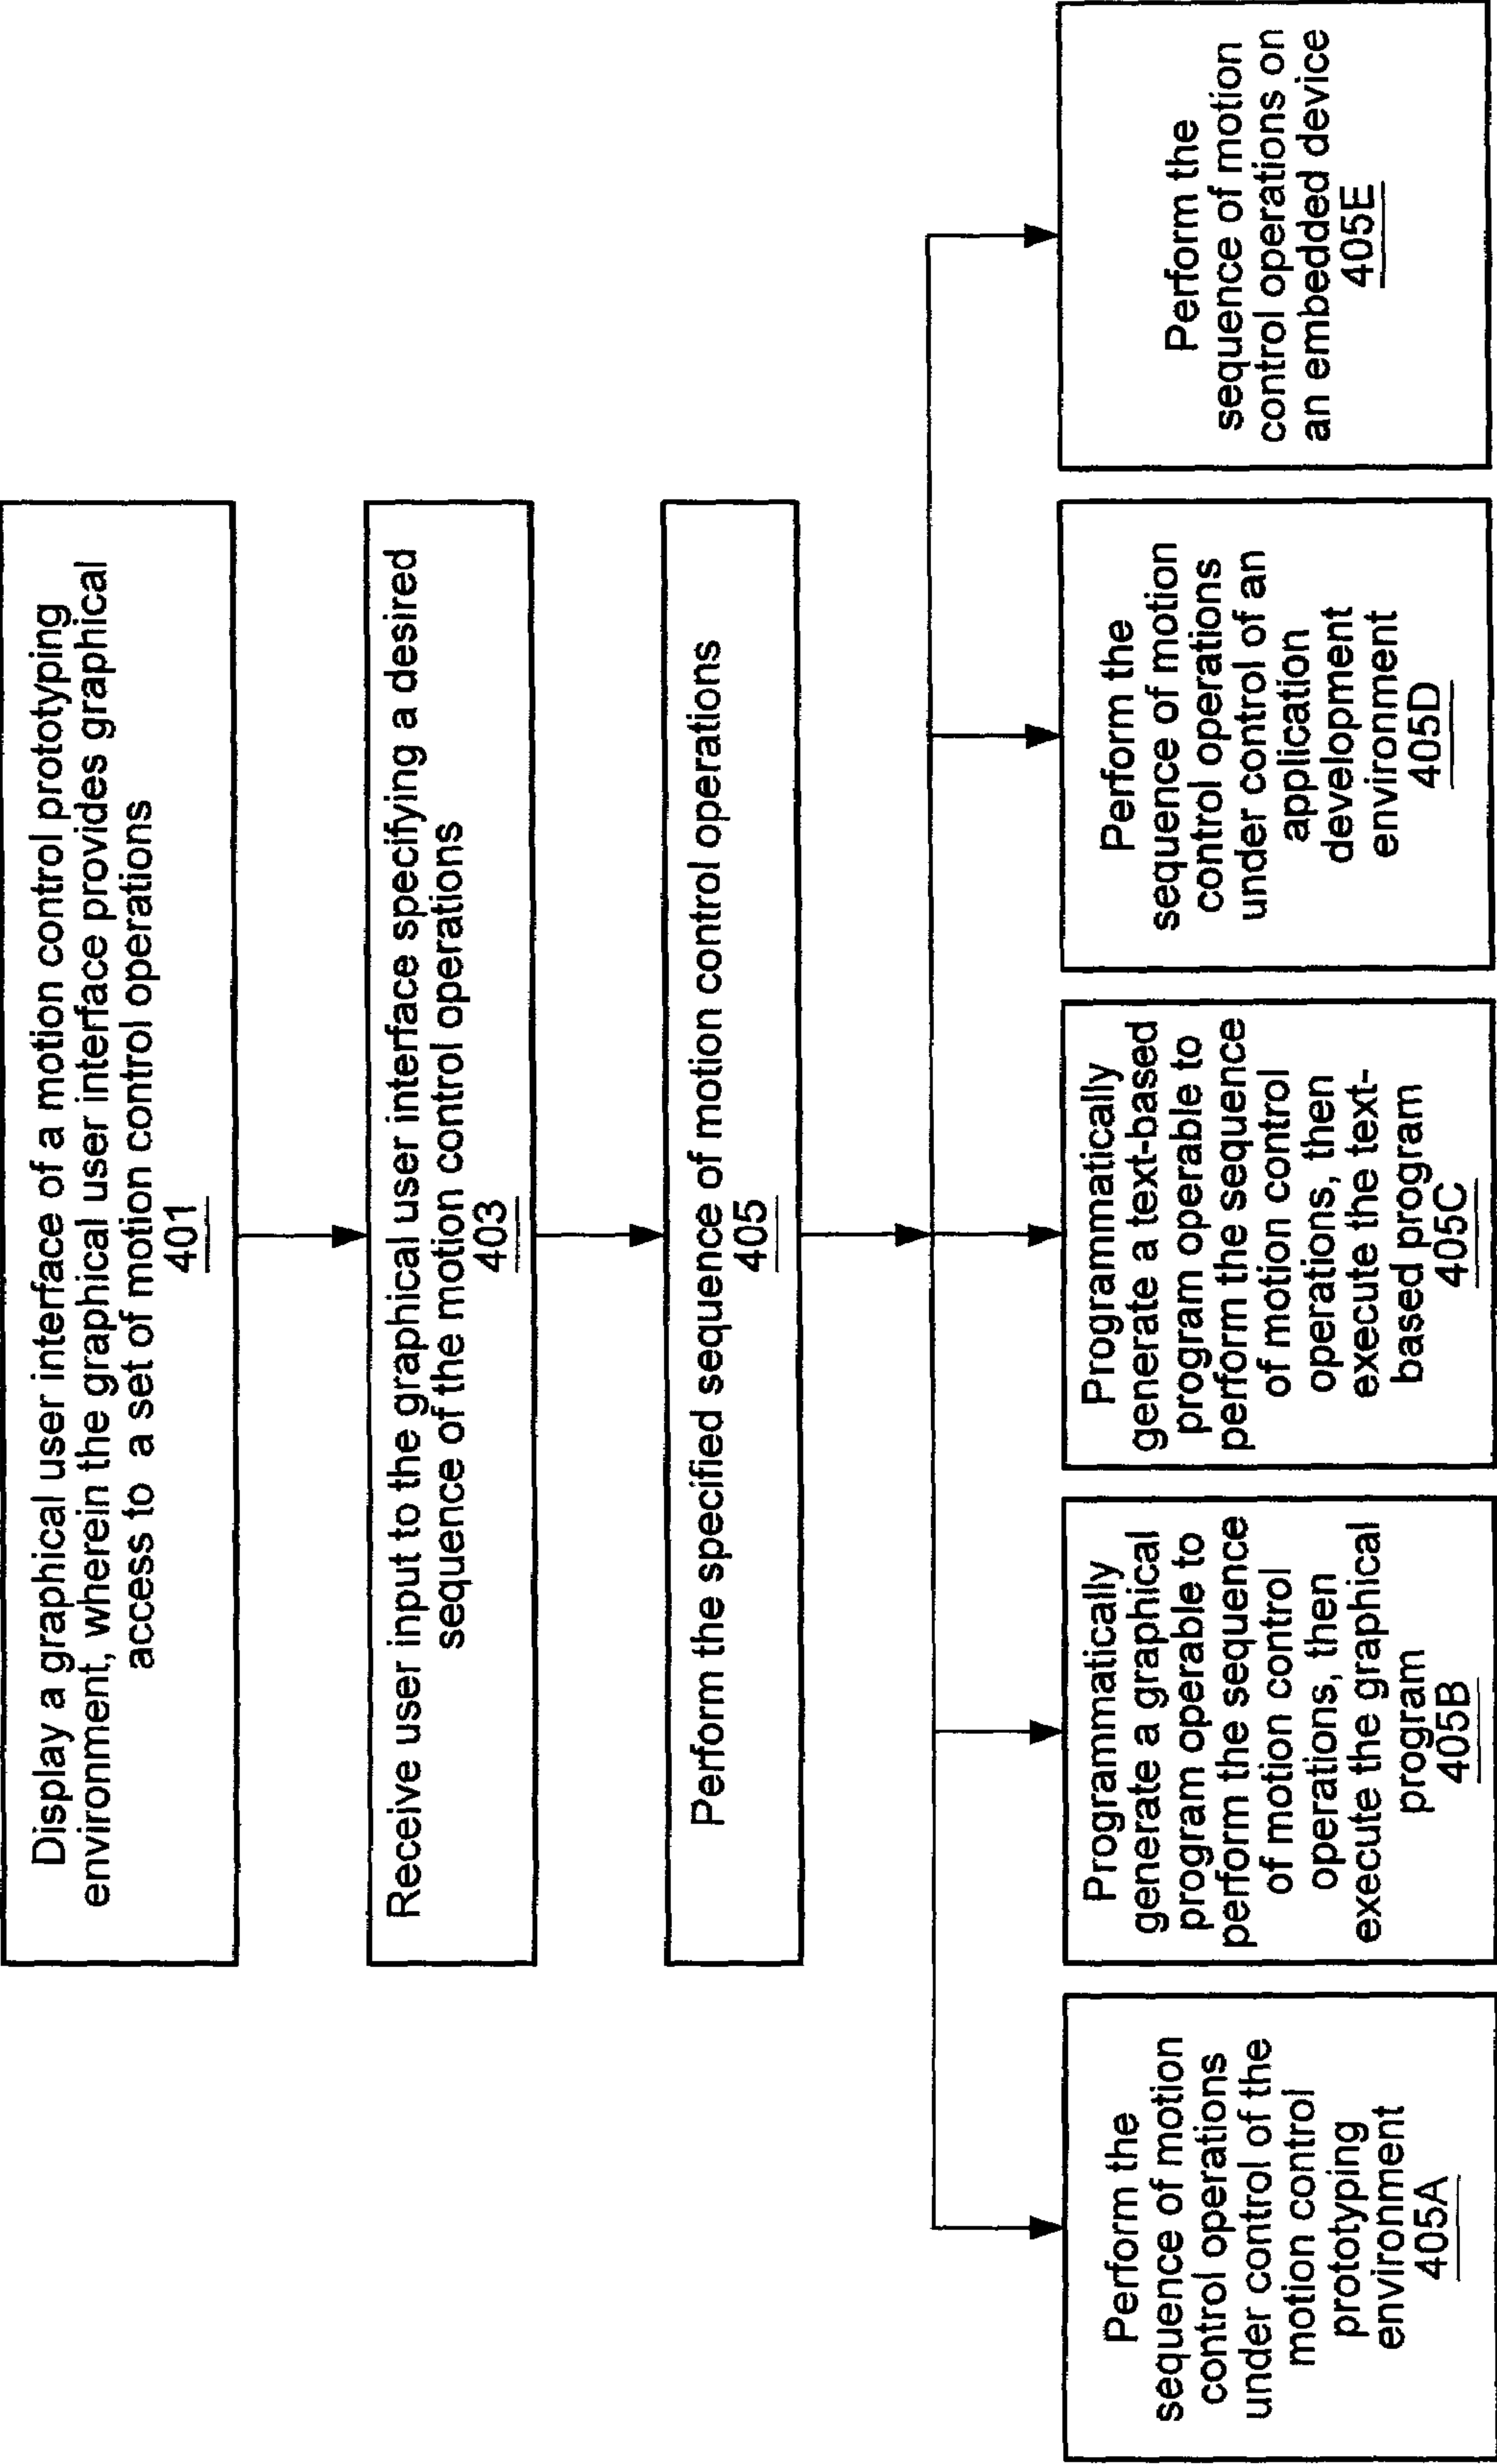 Display a graphical user interface of a motion control prototyping
environment, wherein the graphical user interface provides graphical
access to a set of motion control operations
401
Receive user input to the graphical user interface specifying a desired
sequence of the motion control operations
403
Perform the specified sequence of motion control operations
405
Perform the
sequence of motion
control operations
under control of the
motion control
prototyping
environment
405A
Programmatically
generate a graphical
program operable to
perform the sequence
of motion control
operations, then
execute the graphical
program
405B
Programmatically
generate a text-based
program operable to
perform the sequence
of motion control
operations, then
execute the text-
based program
405C
Perform the
sequence of motion
control operations
under control of an
application
development
environment
405D
Perform the
sequence of motion
control operations on
an embedded device
405E